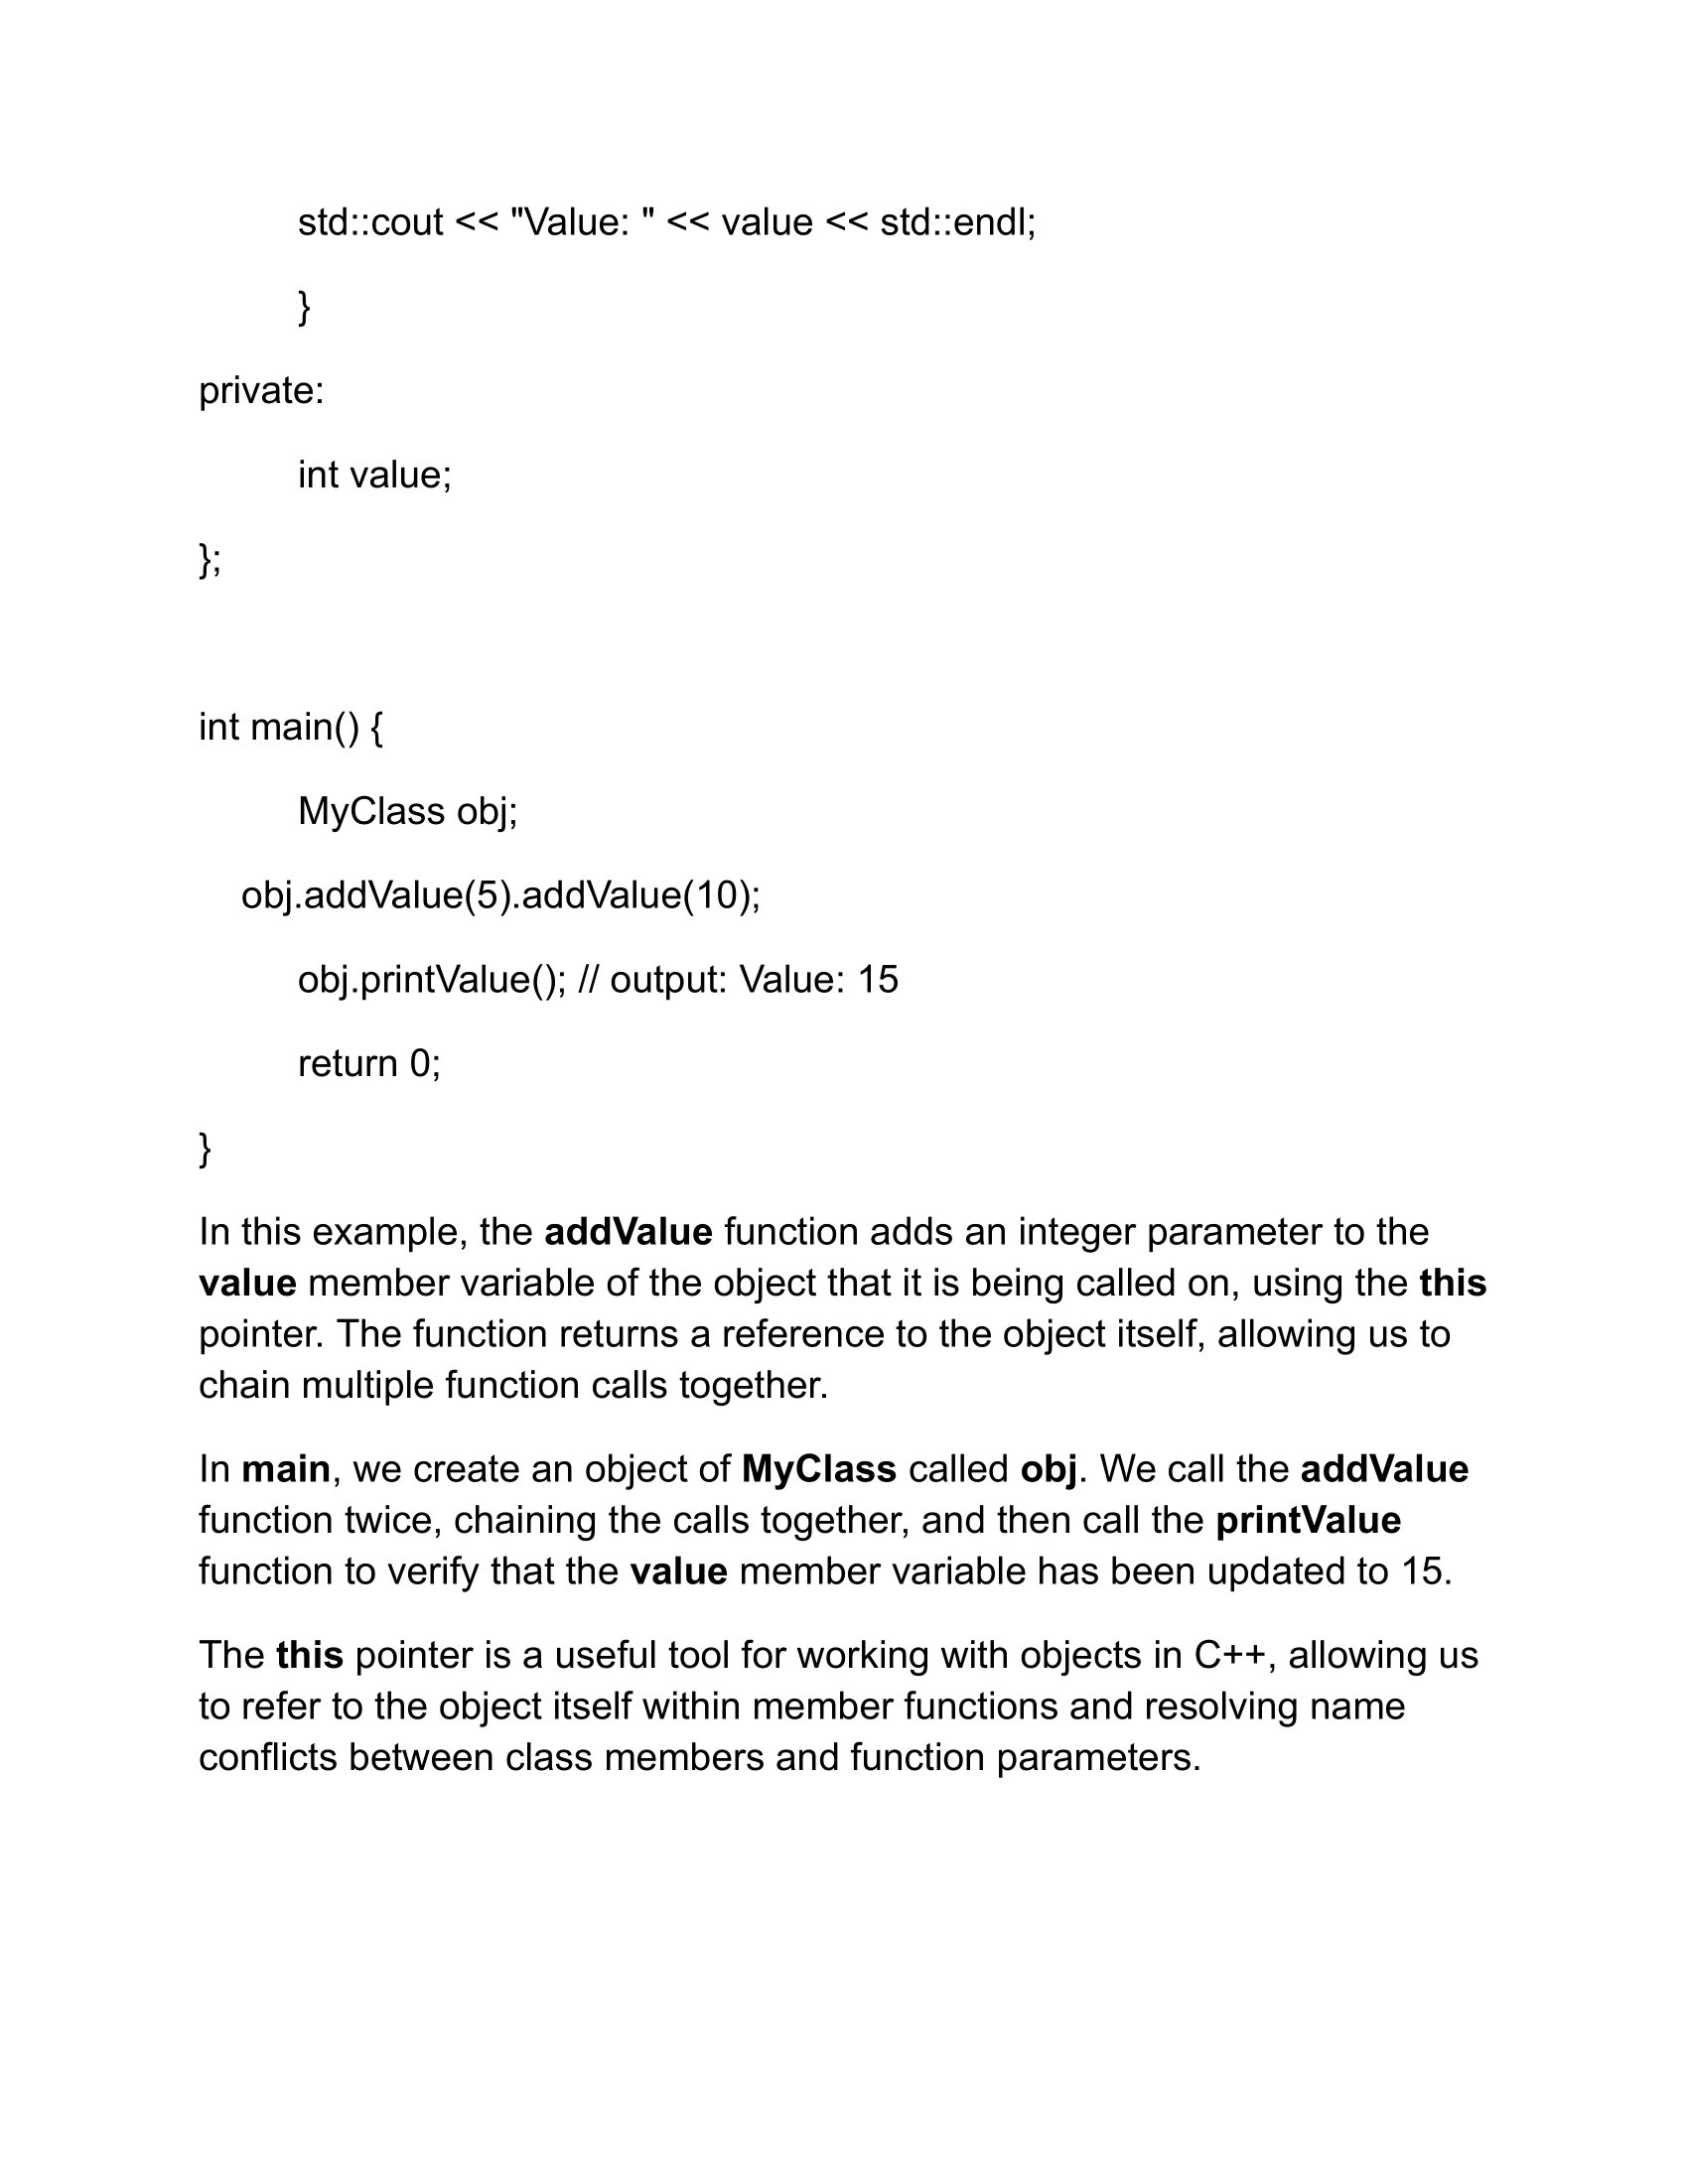 std::cout << "Value: " << value << std::endl;
}
private:
int value;
};
int main() {
MyClass obj;
obj.addValue(5).addValue(10);
obj.printValue(); // output: Value: 15
return 0;
}
In this example, the addValue function adds an integer parameter to the
value member variable of the object that it is being called on, using the this
pointer. The function returns a reference to the object itself, allowing us to
chain multiple function calls together.
In main, we create an object of MyClass called obj. We call the addValue
function twice, chaining the calls together, and then call the printValue
function to verify that the value member variable has been updated to 15.
The this pointer is a useful tool for working with objects in C++, allowing us
to refer to the object itself within member functions and resolving name
conflicts between class members and function parameters.